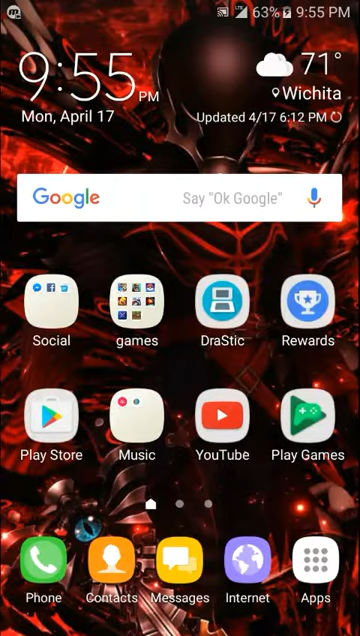 63% 9:55 PM
9:55 PM
71°
Wichita
Mon, April 17
Updated 4/17 6:12 PM
Google Say "Ok Google"
Social games DraStic Rewards
Play Store Music YouTube Play Games
Phone Contacts Messages Internet Apps